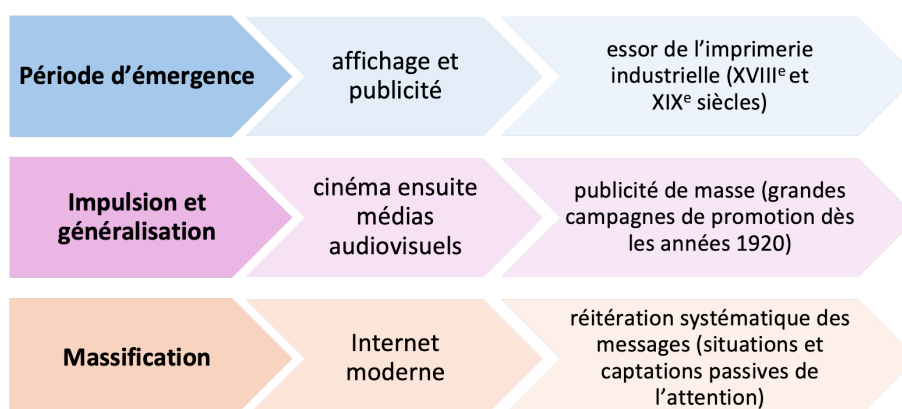 Période d’émergence
affichage et
publicité
essor de l’imprimerie
industrielle (XVIIIᵉ et
XIXᵉ siècles)
Impulsion et
généralisation
cinéma ensuite
médias
audiovisuels
publicité de masse (grandes
campagnes de promotion dès
les années 1920)
Massification
Internet
moderne
réitération systématique des
messages (situations et
captations passives de
l’attention)